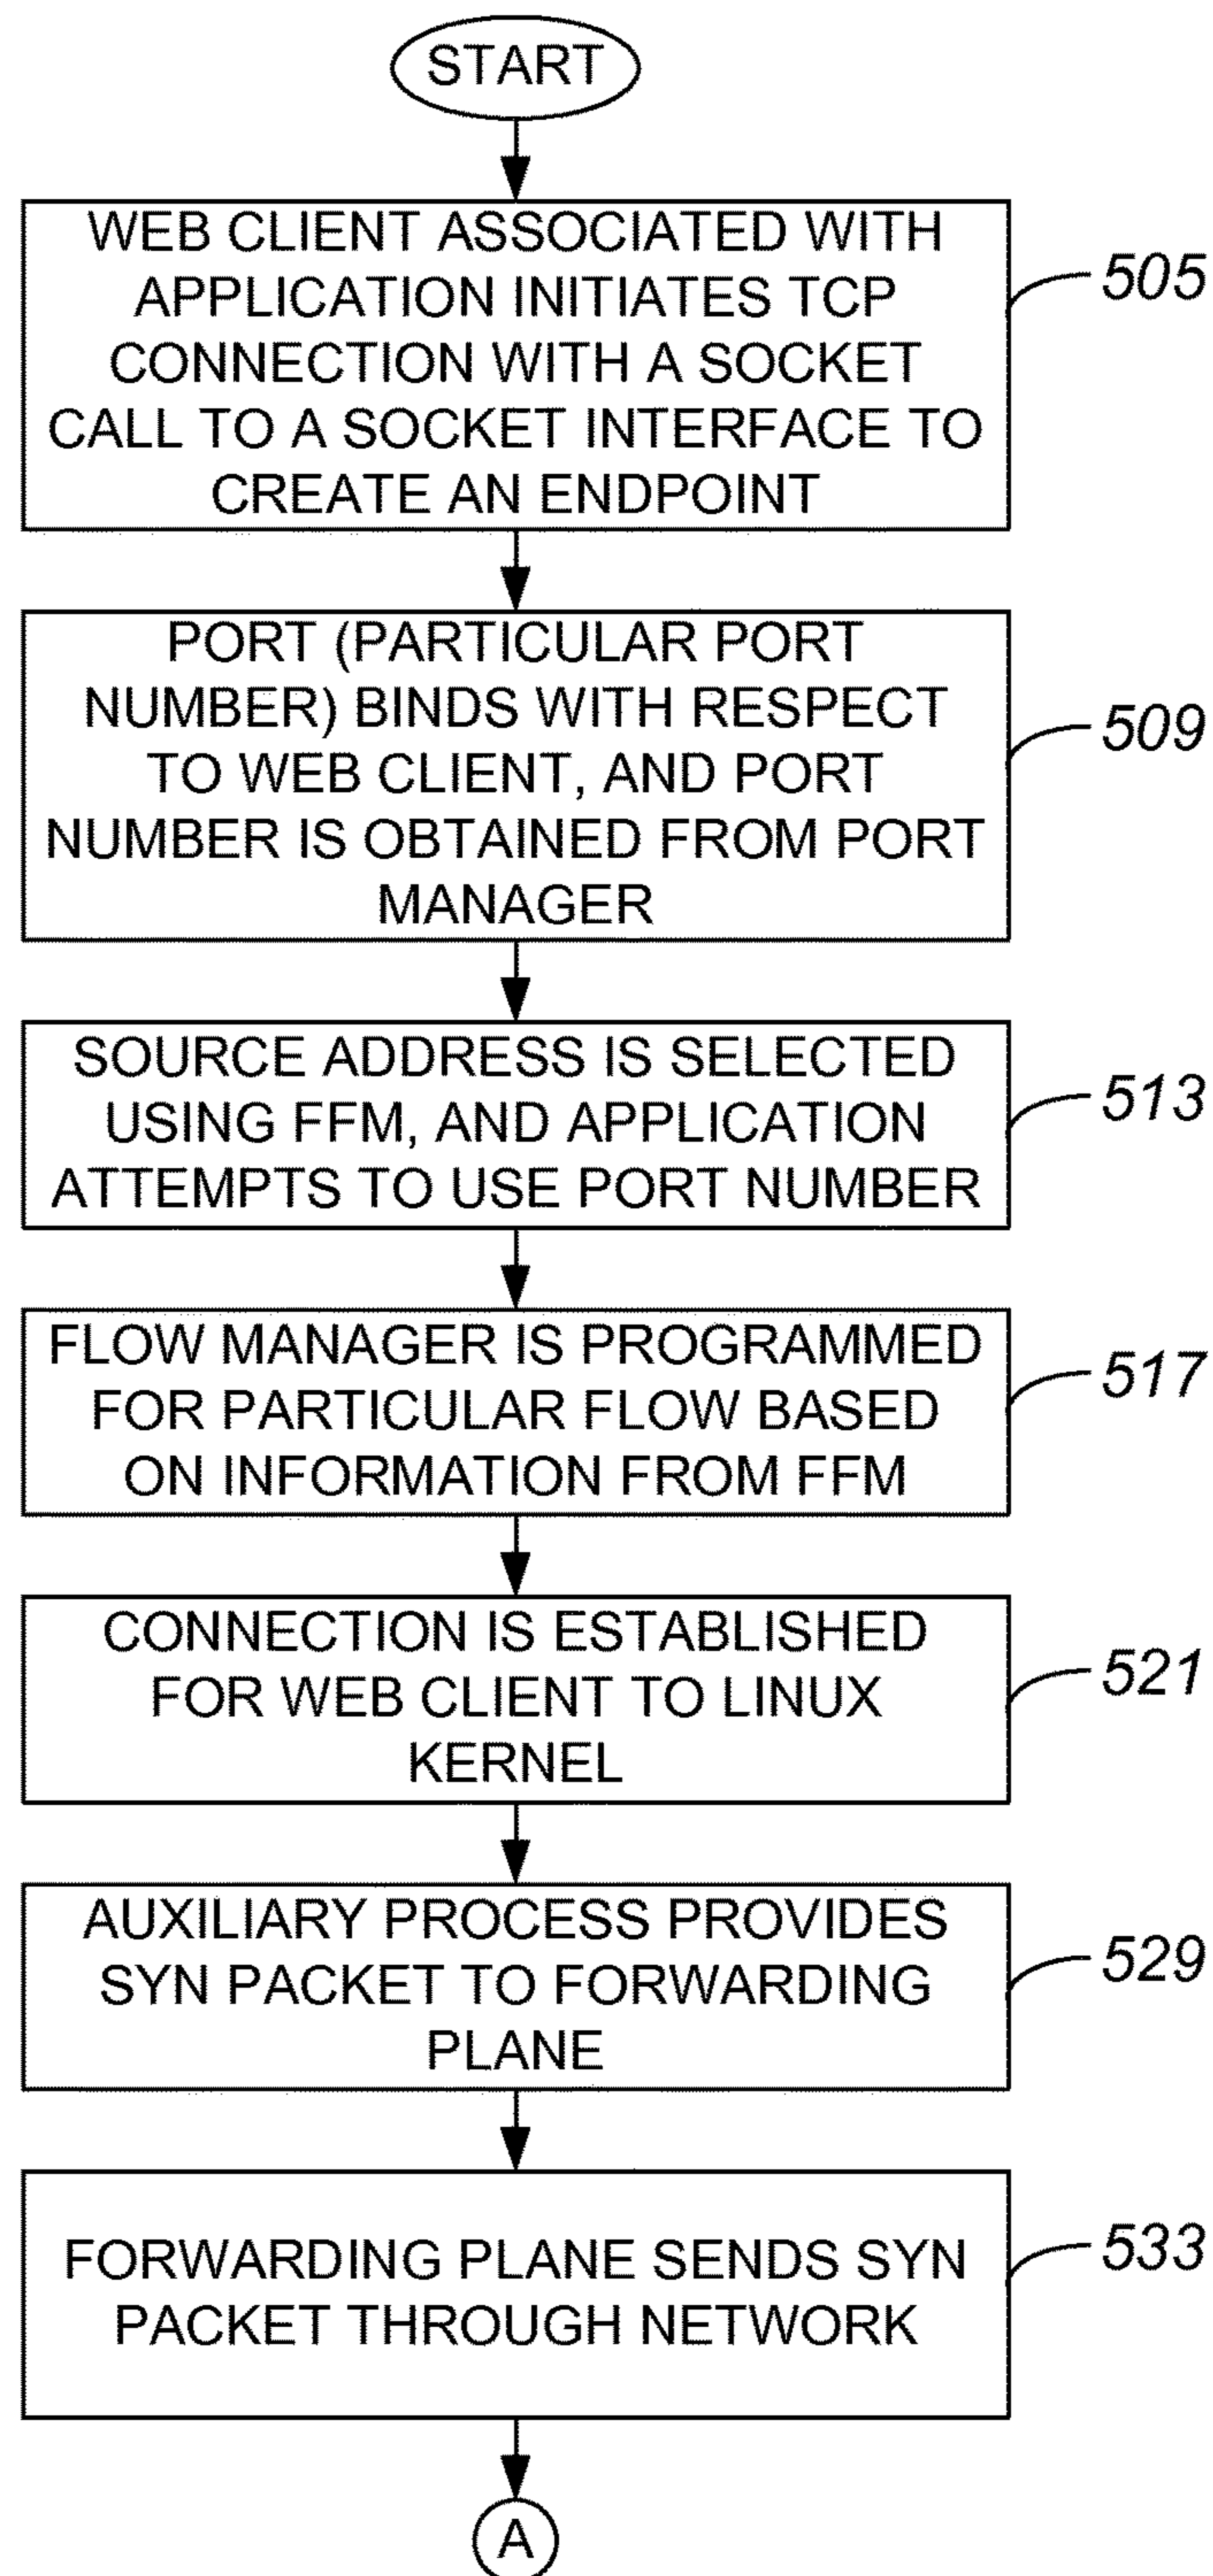 START
WEB CLIENT ASSOCIATED WITH
APPLICATION INITIATES TCP
CONNECTION WITH A SOCKET
CALL TO A SOCKET INTERFACE TO
CREATE AN ENDPOINT
505
PORT (PARTICULAR PORT
NUMBER) BINDS WITH RESPECT
TO WEB CLIENT, AND PORT
NUMBER IS OBTAINED FROM PORT
MANAGER
509
SOURCE ADDRESS IS SELECTED
USING FFM, AND APPLICATION
ATTEMPTS TO USE PORT NUMBER
513
FLOW MANAGER IS PROGRAMMED
FOR PARTICULAR FLOW BASED
ON INFORMATION FROM FFM
517
CONNECTION IS ESTABLISHED
FOR WEB CLIENT TO LINUX
KERNEL
521
AUXILIARY PROCESS PROVIDES
SYN PACKET TO FORWARDING
PLANE
529
FORWARDING PLANE SENDS SYN
PACKET THROUGH NETWORK
533
A